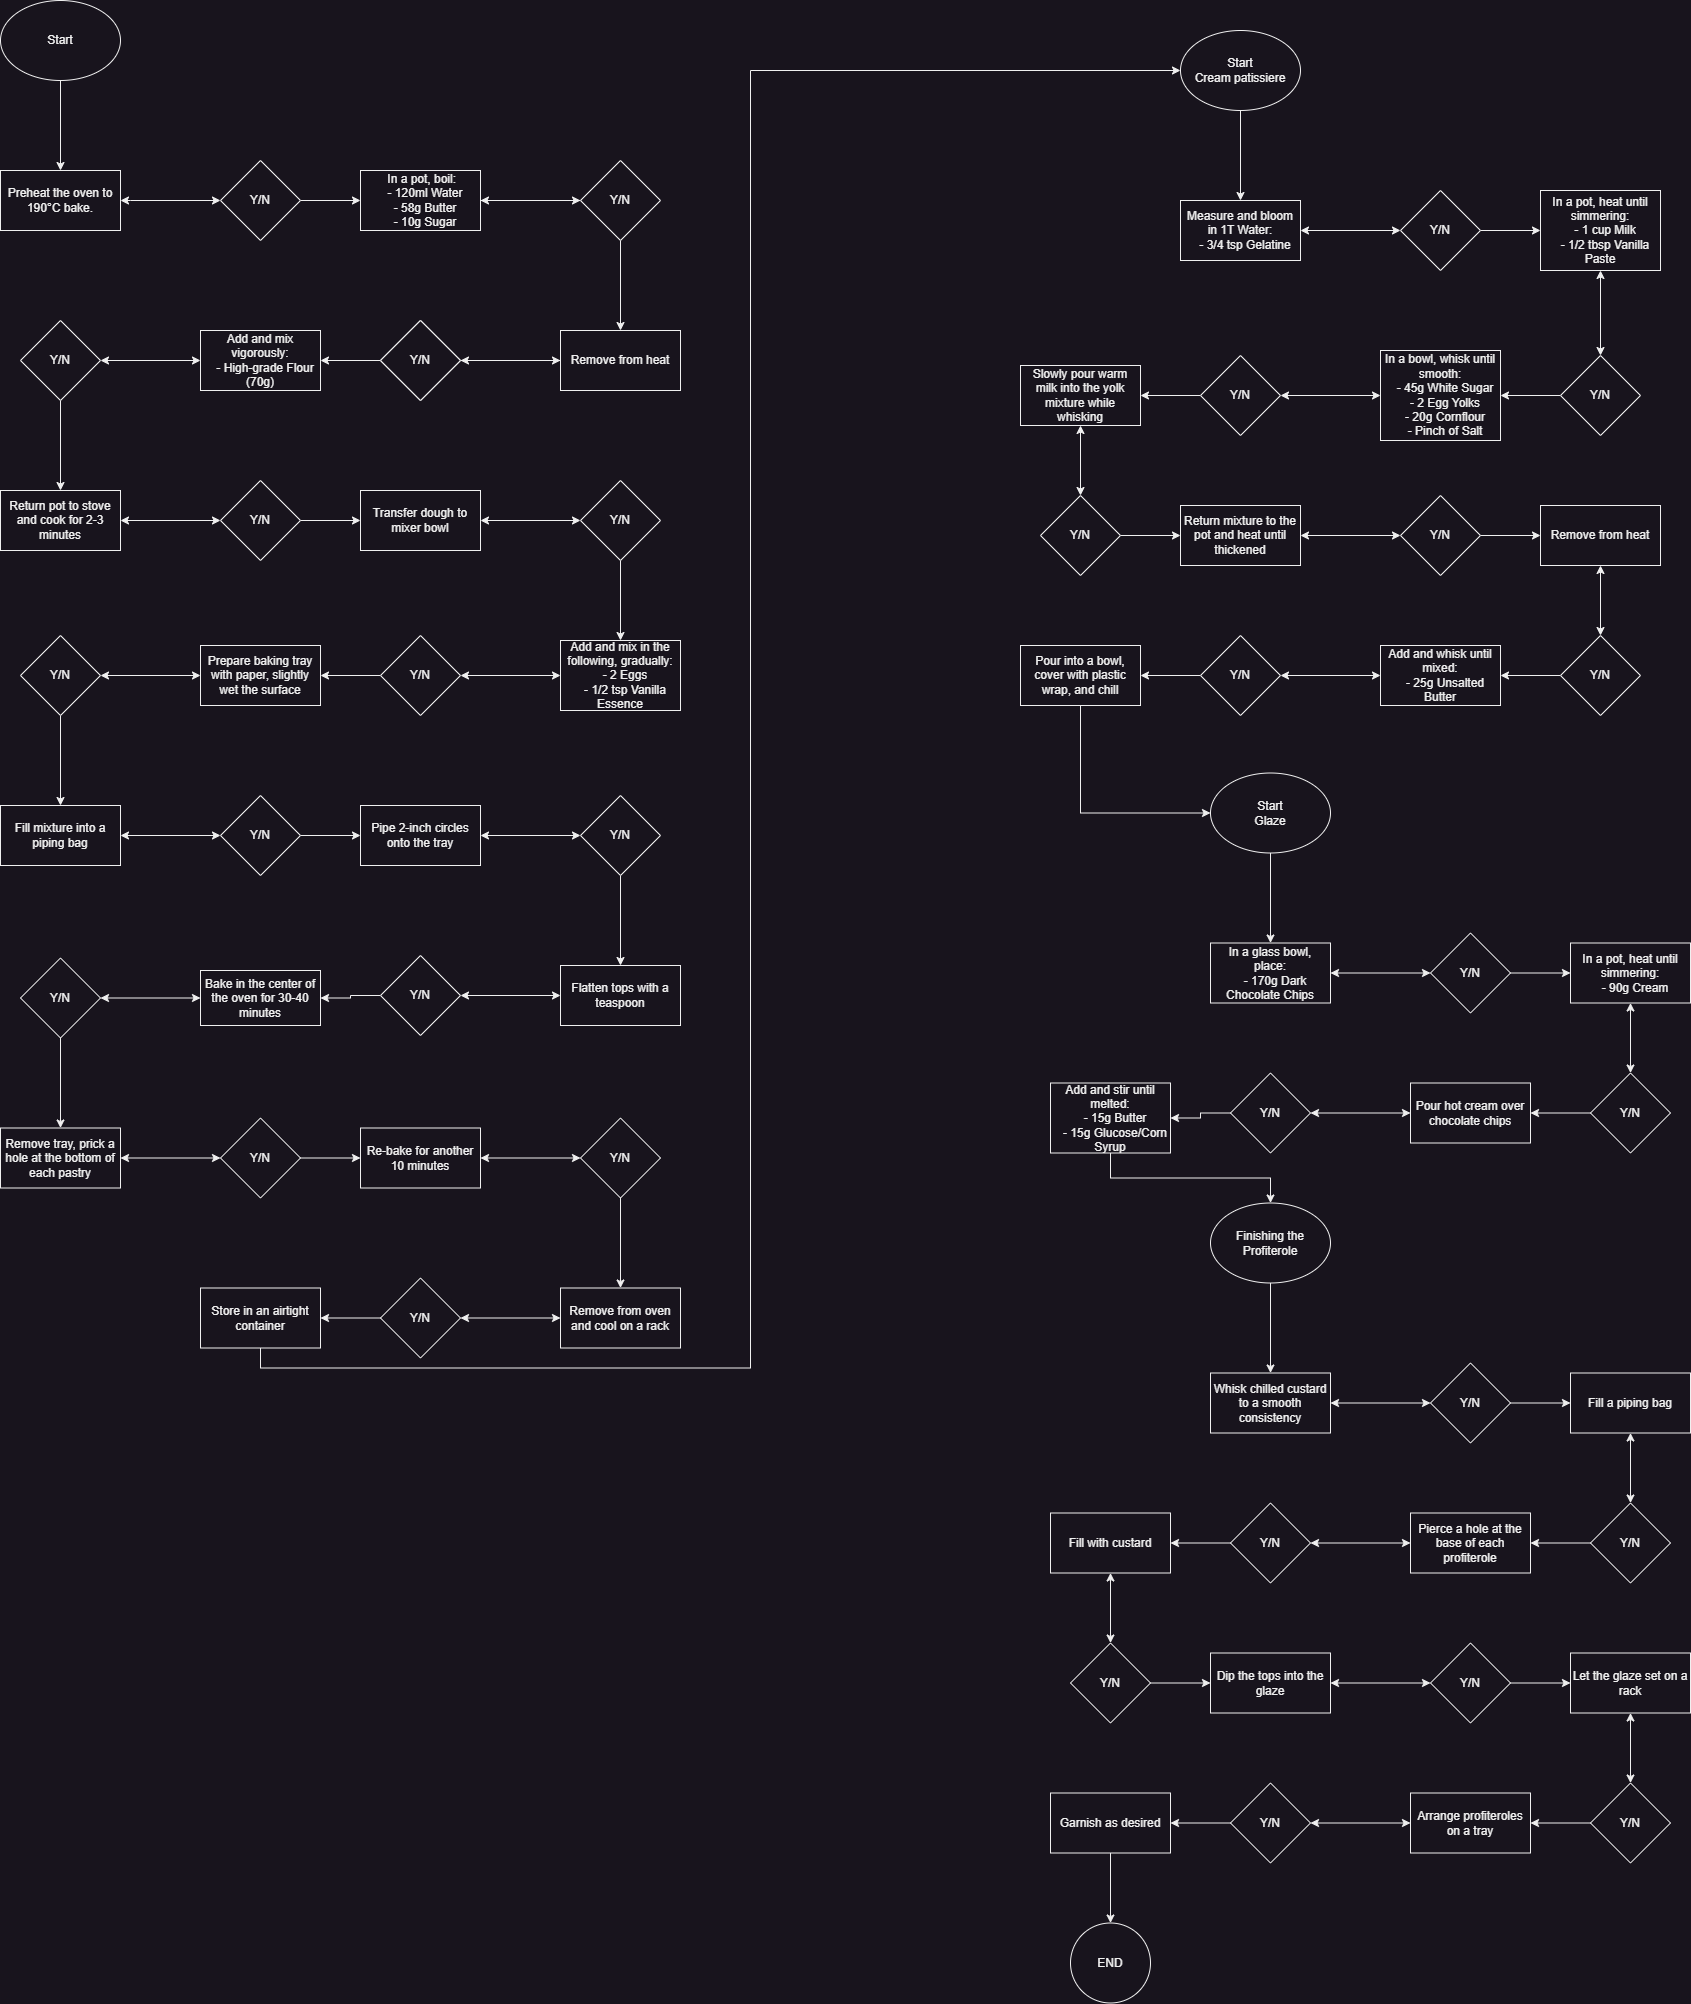 Start
Preheat the oven to
190°C bake.
Y/N
In a pot, boil:
- 120ml Water
- 58g Butter
- 10g Sugar
Y/N
Remove from heat
Y/N
Add and mix
vigorously:
- High-grade Flour
(70g)
Y/N
Return pot to stove
and cook for 2-3
minutes
Y/N
Transfer dough to
mixer bowl
Y/N
Add and mix in the
following, gradually:
- 2 Eggs
- 1/2 tsp Vanilla
Essence
Y/N
Prepare baking tray
with paper, slightly
wet the surface
Y/N
Fill mixture into a
piping bag
Y/N
Pipe 2-inch circles
onto the tray
Y/N
Flatten tops with a
teaspoon
Y/N
Bake in the center of
the oven for 30-40
minutes
Y/N
Remove tray, prick a
hole at the bottom of
each pastry
Y/N
Re-bake for another
10 minutes
Y/N
Remove from oven
and cool on a rack
Y/N
Store in an airtight
container
Start
Cream patissiere
Measure and bloom
in 1T Water:
- 3/4 tsp Gelatine
Y/N
In a pot, heat until
simmering:
- 1 cup Milk
- 1/2 tbsp Vanilla
Paste
Y/N
In a bowl, whisk until
smooth:
- 45g White Sugar
- 2 Egg Yolks
- 20g Cornflour
- Pinch of Salt
Y/N
Slowly pour warm
milk into the yolk
mixture while
whisking
Y/N
Return mixture to the
pot and heat until
thickened
Y/N
Remove from heat
Y/N
Add and whisk until
mixed:
- 25g Unsalted
Butter
Y/N
Pour into a bowl,
cover with plastic
wrap, and chill
Start
Glaze
In a glass bowl,
place:
- 170g Dark
Chocolate Chips
Y/N
In a pot, heat until
simmering:
- 90g Cream
Y/N
Pour hot cream over
chocolate chips
Y/N
Add and stir until
melted:
- 15g Butter
- 15g Glucose/Corn
Syrup
Finishing the
Profiterole
Whisk chilled custard
to a smooth
consistency
Y/N
Fill a piping bag
Y/N
Pierce a hole at the
base of each
profiterole
Y/N
Fill with custard
Y/N
Dip the tops into the
glaze
Y/N
Let the glaze set on a
rack
Y/N
Arrange profiteroles
on a tray
Y/N
Garnish as desired
END